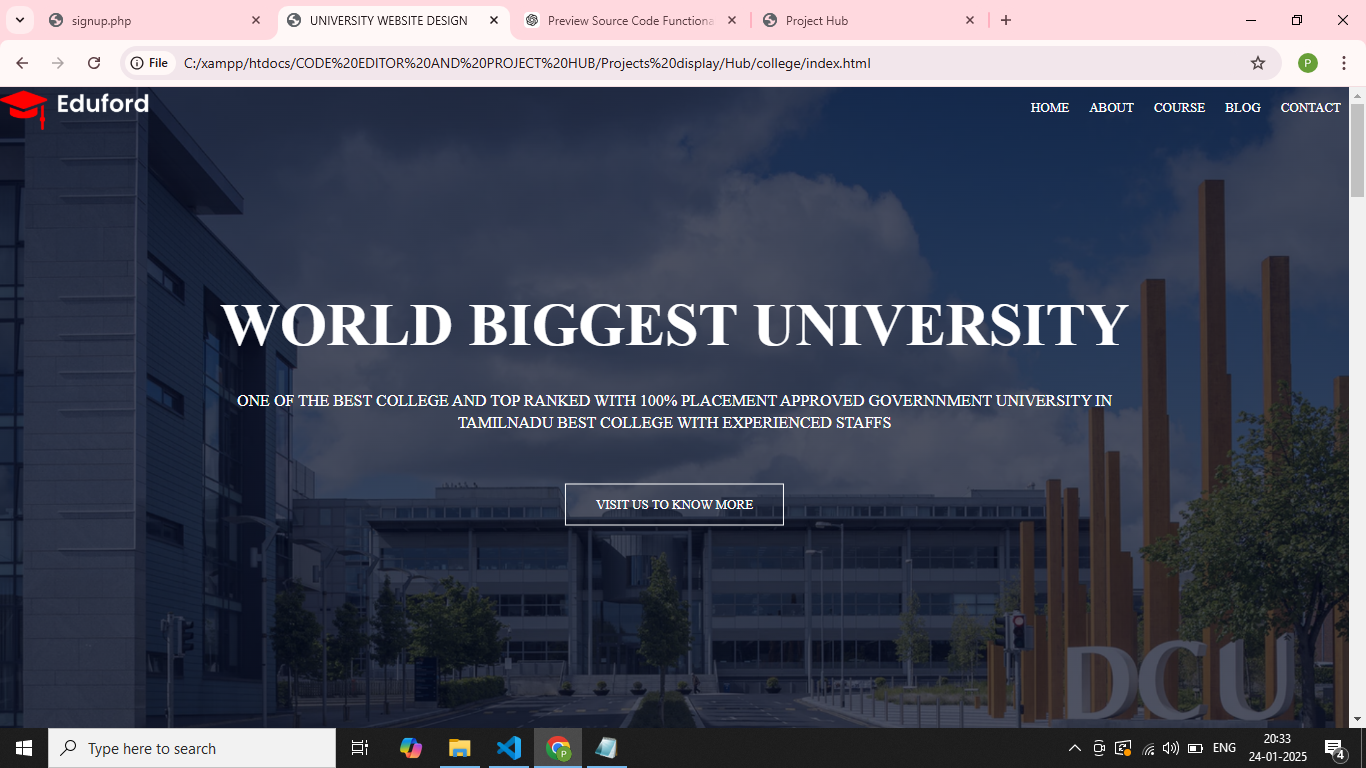 signup.php
UNIVERSITY WEBSITE DESIGN
Preview Source Code Functiona
Project Hub
File
C:/xampp/htdocs/CODE%20EDITOR%20AND%20PROJECT%20HUB/Projects%20display/Hub/college/index.html
P
Eduford
HOME ABOUT COURSE BLOG CONTACT
WORLD BIGGEST UNIVERSITY
ONE OF THE BEST COLLEGE AND TOP RANKED WITH 100% PLACEMENT APPROVED GOVERNNMENT UNIVERSITY IN
TAMILNADU BEST COLLEGE WITH EXPERIENCED STAFFS
VISIT US TO KNOW MORE
DCU
Type here to search
P
ENG
20:33
24-01-2025
4